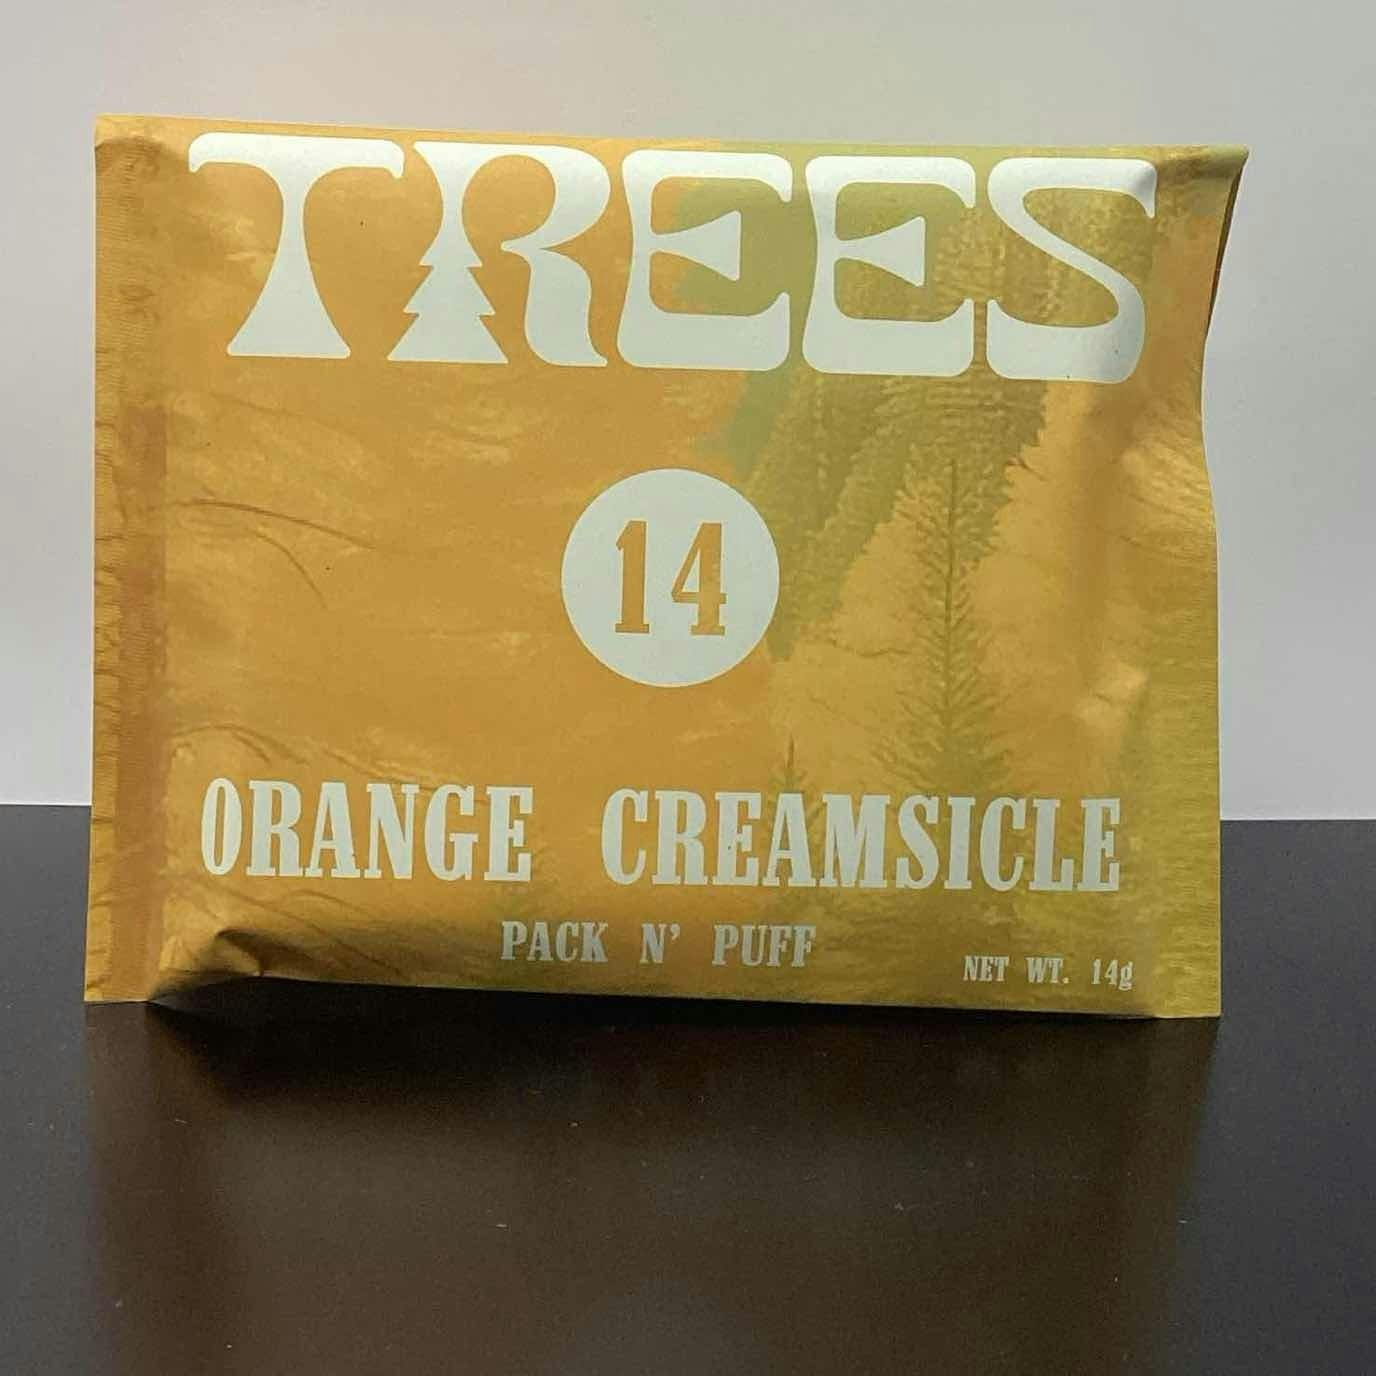 TREES
14
ORANGE CREAMSICLE
PACK N' PUFF
NET WT. 14g